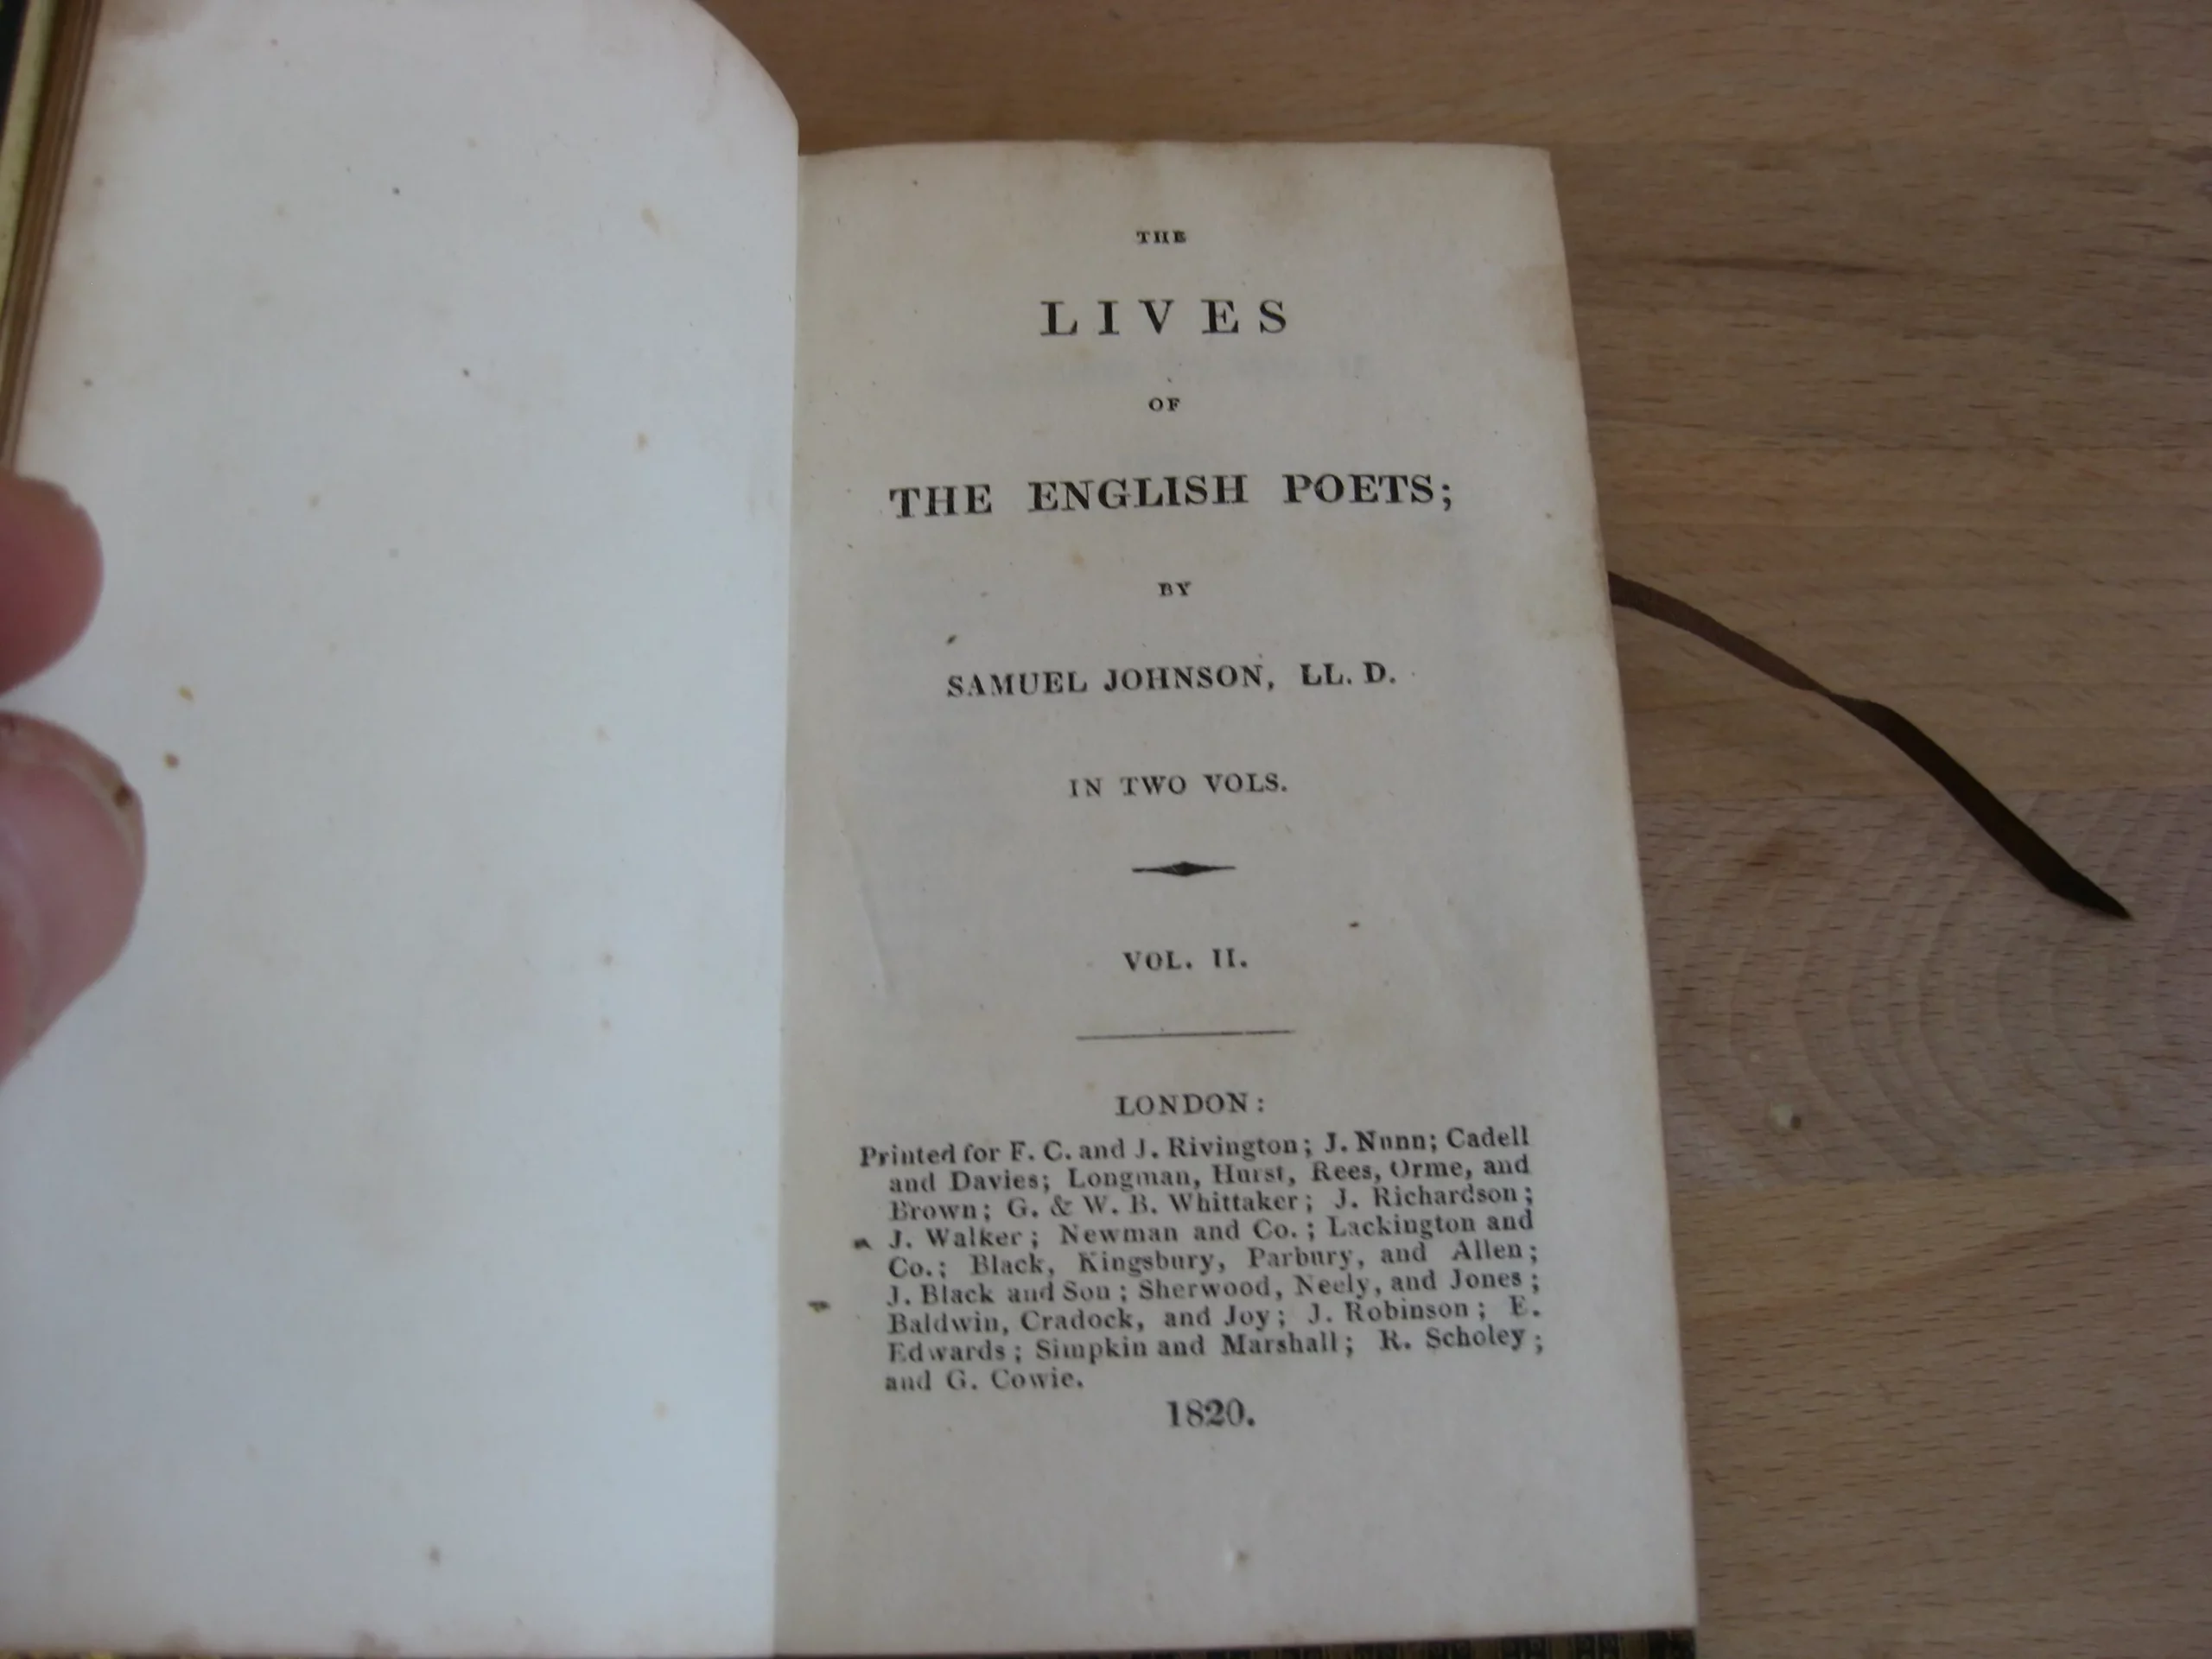 THE
LIVES
OF
THE ENGLISH POETS;
BY
SAMUEL JOHNSON, LL. D.
IN TWO VOLS.
VOL. II.
LONDON:
Printed for F. C. and J. Rivington; J. Nunn; Cadell
and Davies; Longman, Hurst, Rees, Orme, and
Brown; G. & W. B. Whittaker; J. Richardson;
J. Walker; Newman and Co.; Lackington and
Co.; Black, Kingsbury, Parbury, and Allen;
J. Black and Son; Sherwood, Neely, and Jones;
Baldwin, Cradock, and Joy; J. Robinson; E.
Edwards; Simpkin and Marshall; R. Scholey;
and G. Cowie.
1820.